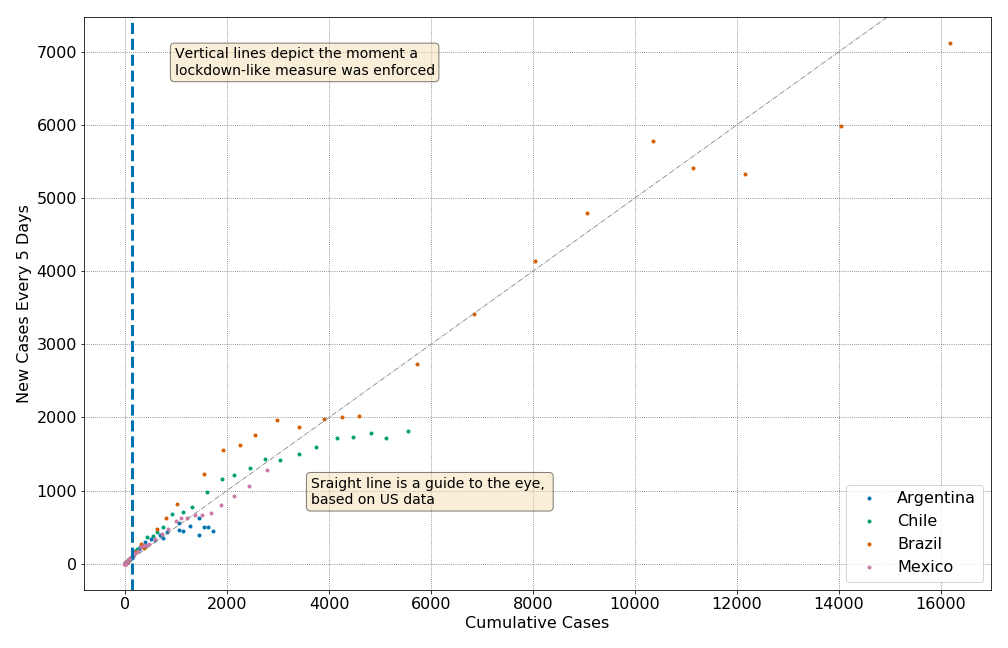 7000
Vertical lines depict the moment a
lockdown-like measure was enforced
6000
5000
4000
3000
2000
1000
0
New Cases Every 5 Days
Sraight line is a guide to the eye,
based on US data
Argentina
Chile
Brazil
Mexico
0 2000 4000 6000 8000 10000 12000 14000 16000
Cumulative Cases